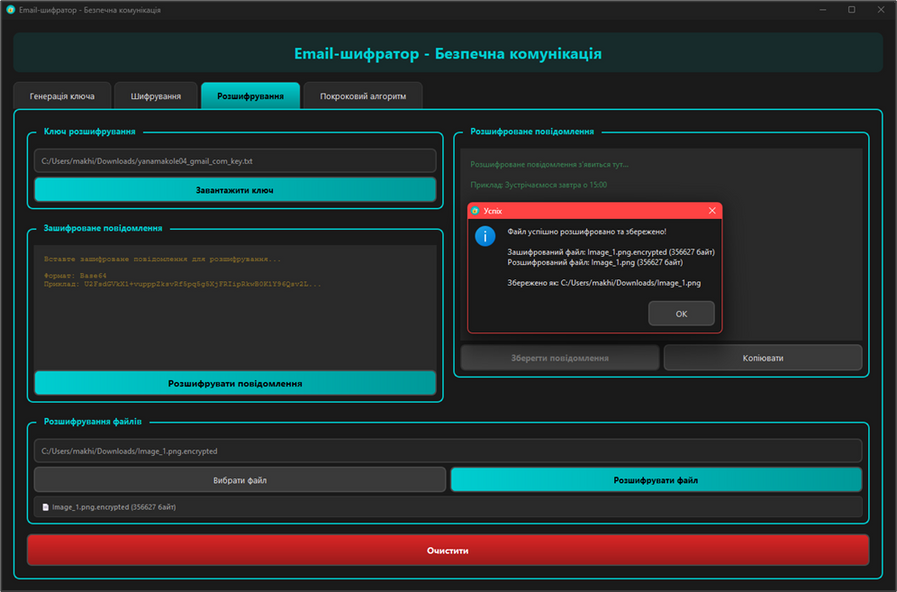 Email-шифратор - Безпечна комунікація
Email-шифратор - Безпечна комунікація
Генерація ключа
Шифрування
Розшифрування
Покроковий алгоритм
Ключ розшифрування
C:/Users/makhi/Downloads/yanamakole04_gmail_com_key.txt
Завантажити ключ
Зашифроване повідомлення
Вставте зашифроване повідомлення для розшифрування...
Формат: Base64
Приклад:
Розшифрувати повідомлення
Розшифроване повідомлення
Розшифроване повідомлення з'явиться тут...
Приклад: Зустрічаємося завтра о 15:00
Успіх
Файл успішно розшифровано та збережено!
Зашифрований файл: Image_1.png.encrypted (356627 байт)
Розшифрований файл: Image_1.png (356627 байт)
Збережено як: C:/Users/makhi/Downloads/Image_1.png
OK
Зберегти повідомлення
Копіювати
Розшифрування файлів
C:/Users/makhi/Downloads/Image_1.png.encrypted
Вибрати файл
Розшифрувати файл
Image_1.png.encrypted (356627 байт)
Очистити